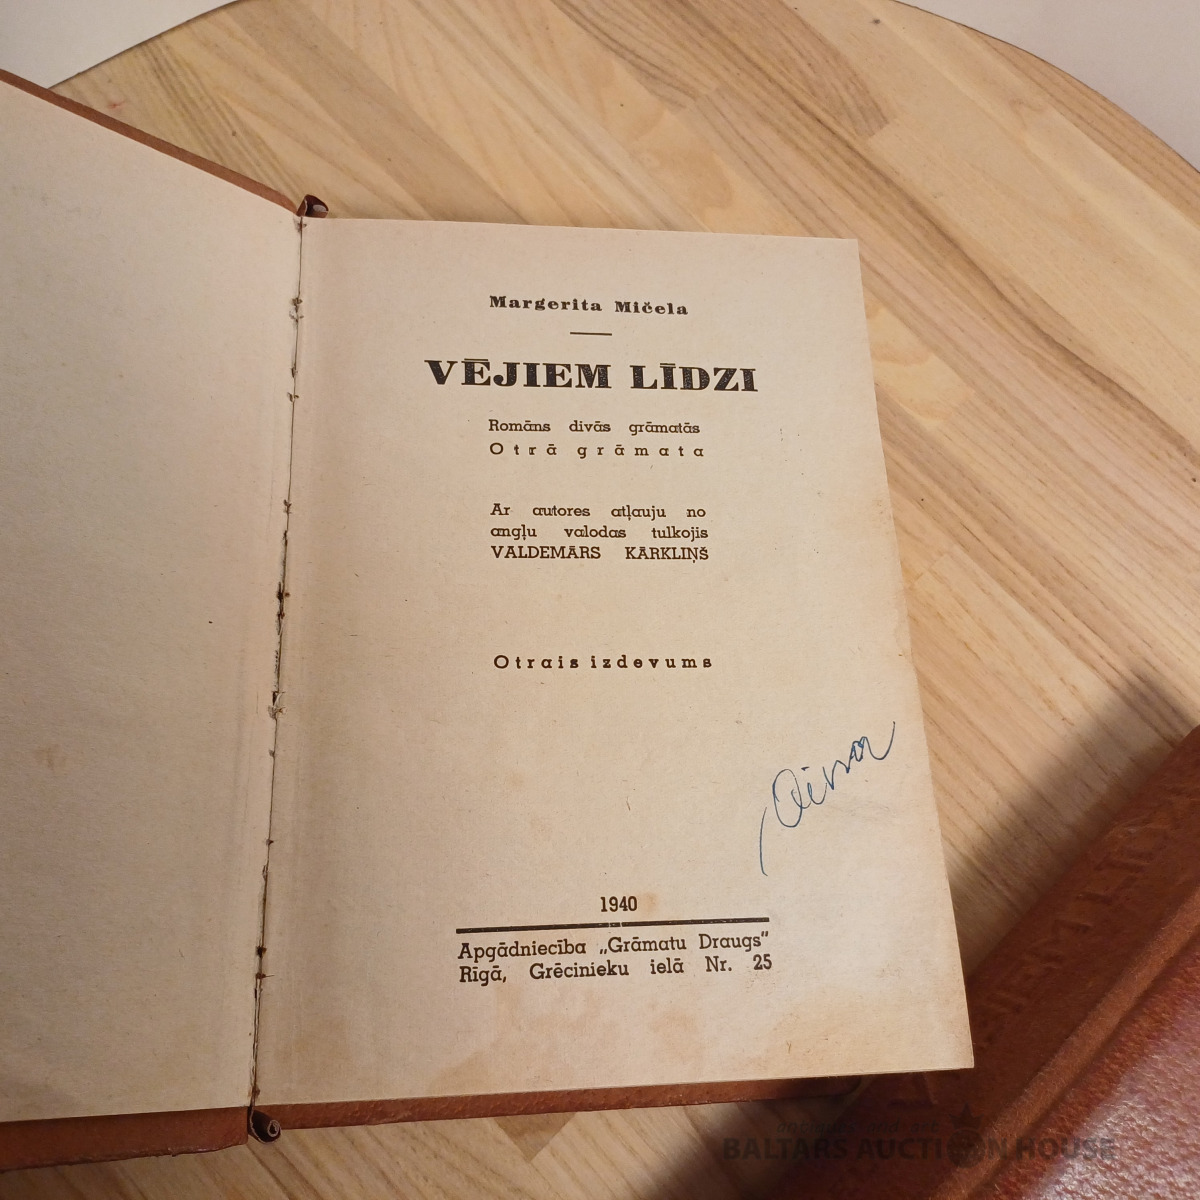 Margerita Mičela
VĒJIEM LĪDZI
Romāns divās grāmatās
Otrā grāmata
Ar autores atļauju no
angļu valodas tulkojis
VALDEMĀRS KĀRKLIŅŠ
Otrais izdevums
1940
Apgādniecība „Grāmatu Draugs"
Rīgā, Grēcinieku ielā Nr. 25
BALTARS AUCTION HOUSE